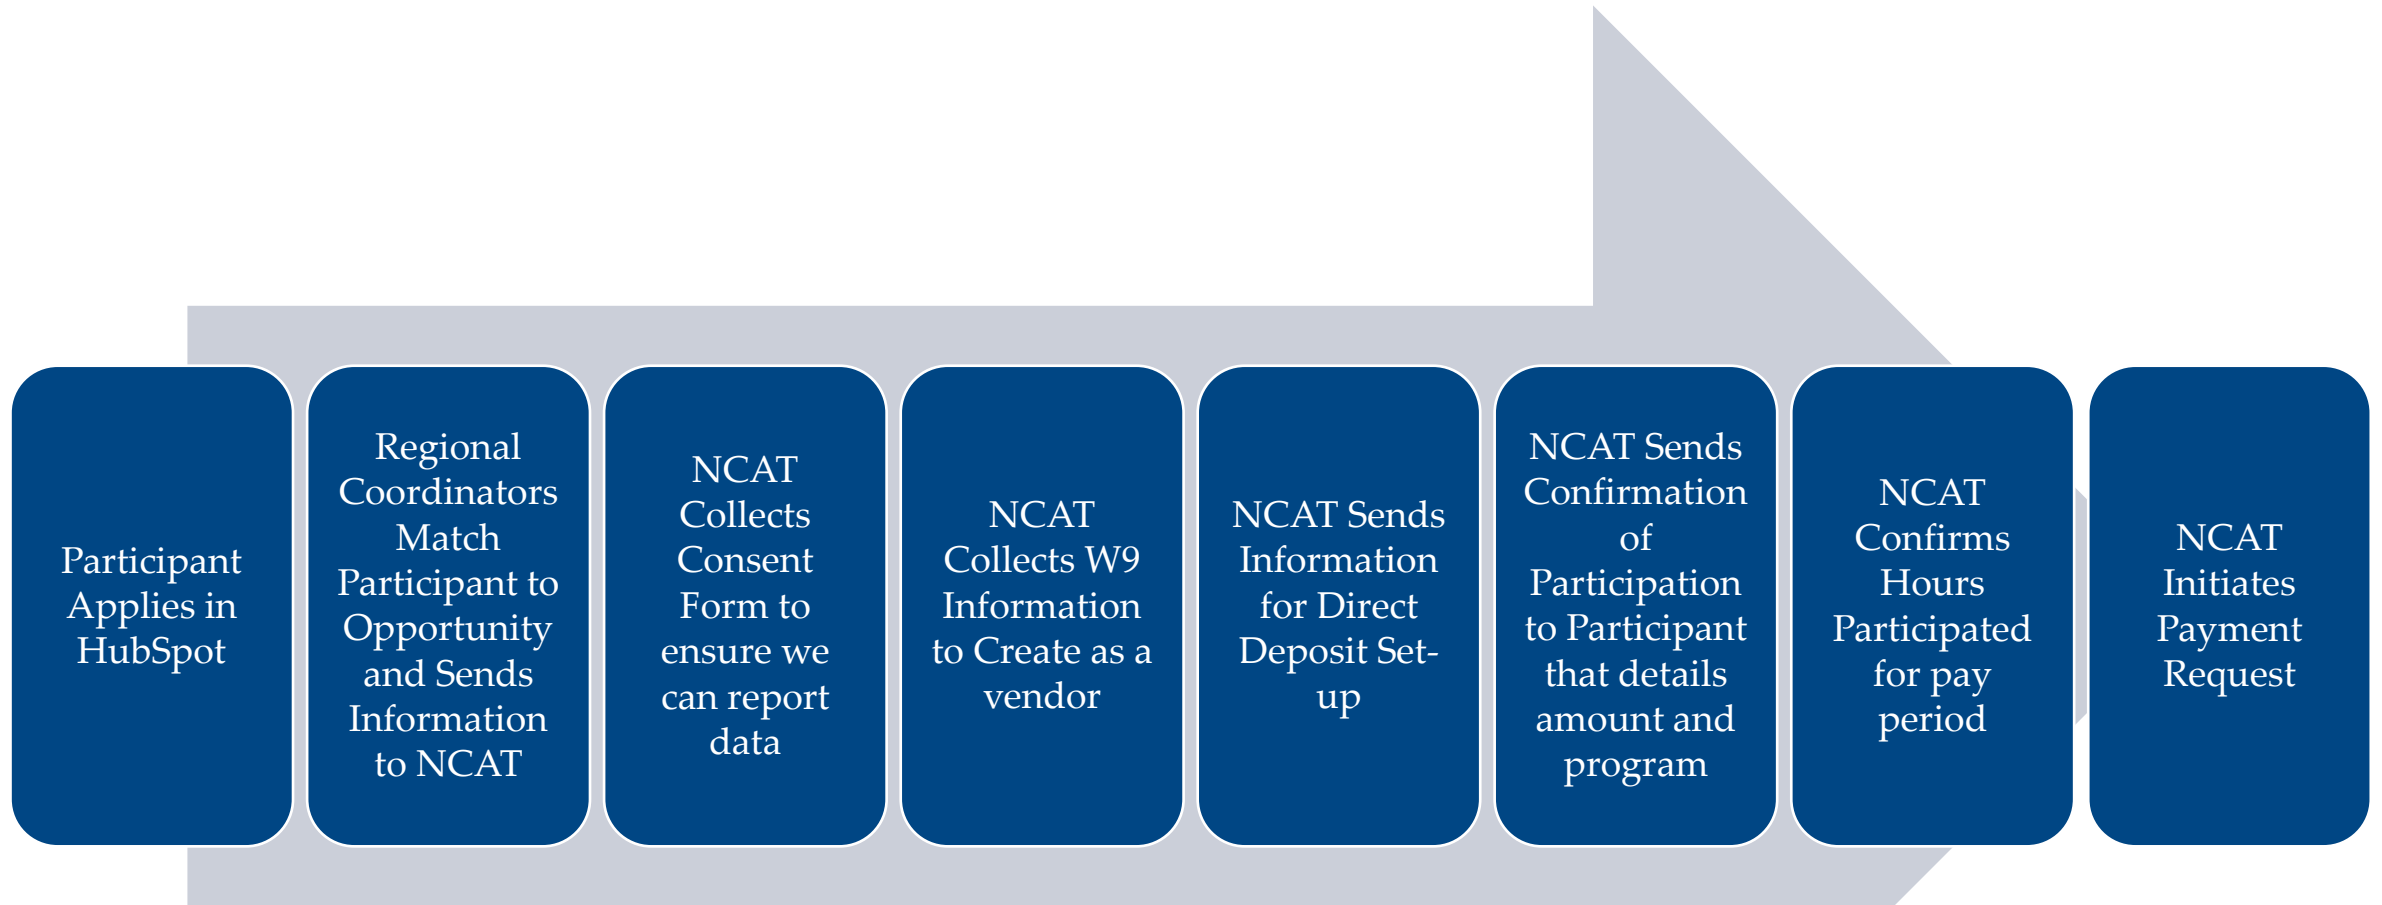 Participant
Applies in
HubSpot
Regional
Coordinators
Match
Participant to
Opportunity
and Sends
Information
to NCAT
NCAT
Collects
Consent
Form to
ensure we
can report
data
NCAT
Collects W9
Information
to Create as a
vendor
NCAT Sends
Information
for Direct
Deposit Set-
up
NCAT Sends
Confirmation
of
Participation
to Participant
that details
amount and
program
NCAT
Confirms
Hours
Participated
for pay
period
NCAT
Initiates
Payment
Request